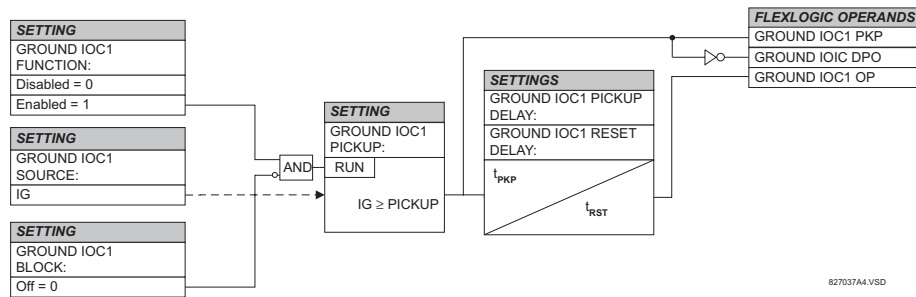 SETTING
GROUND IOC1
FUNCTION:
Disabled = 0
Enabled = 1
SETTING
GROUND IOC1
SOURCE:
IG
SETTING
GROUND IOC1
BLOCK:
Off = 0
AND
SETTING
GROUND IOC1
PICKUP:
RUN
IG ≥ PICKUP
SETTINGS
GROUND IOC1 PICKUP
DELAY:
GROUND IOC1 RESET
DELAY:
tPKP
tRST
FLEXLOGIC OPERANDS
GROUND IOC1 PKP
GROUND IOIC DPO
GROUND IOC1 OP
827037A4.VSD